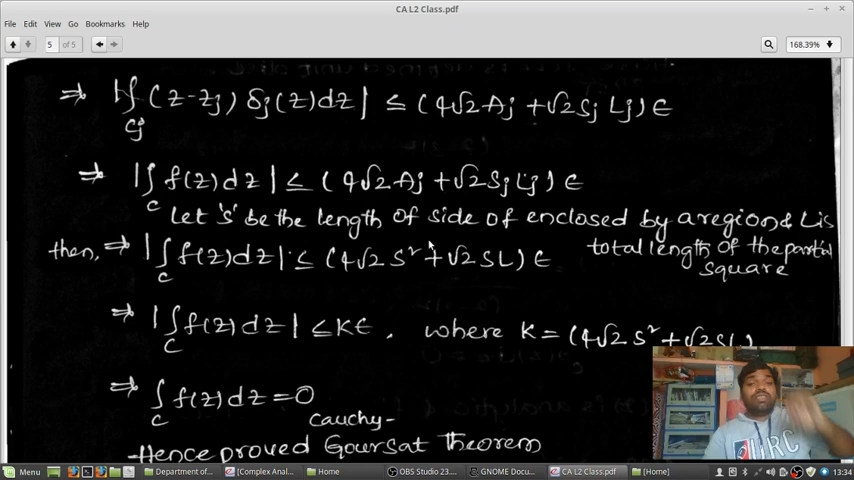 CA L2 Class.pdf
File Edit View Go Bookmarks Help
5 of 5
168.39%
⇒ |∫ (z-zj) δj(z)dz| ≤ (4√2 Aj + √2 Sj Lj) ∈
Cj
⇒ |∫ f(z)dz| ≤ (4√2 Aj + √2 Sj Lj) ∈
C
Let 's' be the length of side of enclosed by a region & L is
then, ⇒ |∫ f(z)dz| ≤ (4√2 S² + √2 SL) ∈ total length of the partial
C square
⇒ |∫ f(z)dz| ≤ K∈, where K = (4√2 S² + √2 SL)
C
⇒ ∫ f(z)dz = 0
C
Cauchy-
Hence proved Goursat Theorem
Menu Department of... [Complex Anal... Home OBS Studio 23.... GNOME Docu... CA L2 Class.pdf [Home] 13:34